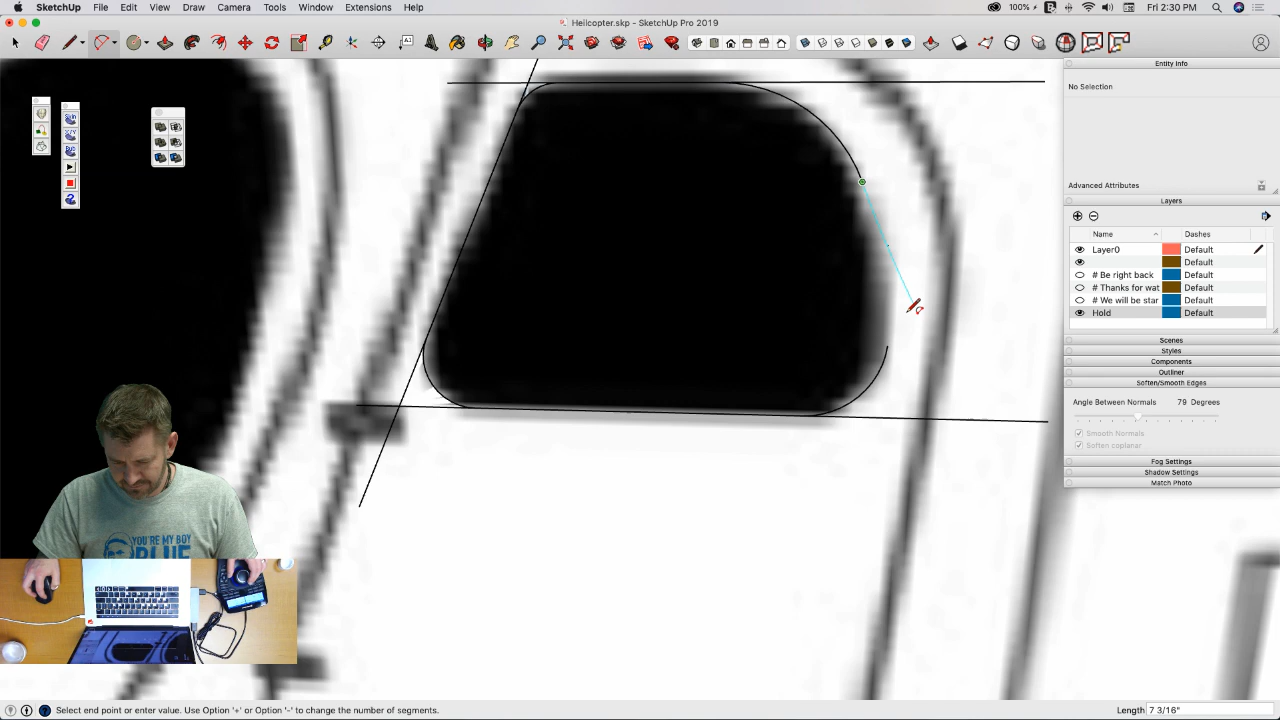 SketchUp File Edit View Draw Camera Tools Window Extensions Help
100% Fri 2:30 PM
Helicopter.skp - SketchUp Pro 2019
Entity Info
No Selection
Advanced Attributes
Layers
Name Dashes
Layer0 Default
Default
# Be right back Default
# Thanks for wat Default
# We will be star Default
Hold Default
Scenes
Styles
Components
Outliner
Soften/Smooth Edges
Angle Between Normals 79 Degrees
Smooth Normals
Soften coplanar
Fog Settings
Shadow Settings
Match Photo
YOU'RE MY BOY
BLUE
Select end point or enter value. Use Option '+' or Option '-' to change the number of segments.
Length 7 3/16"